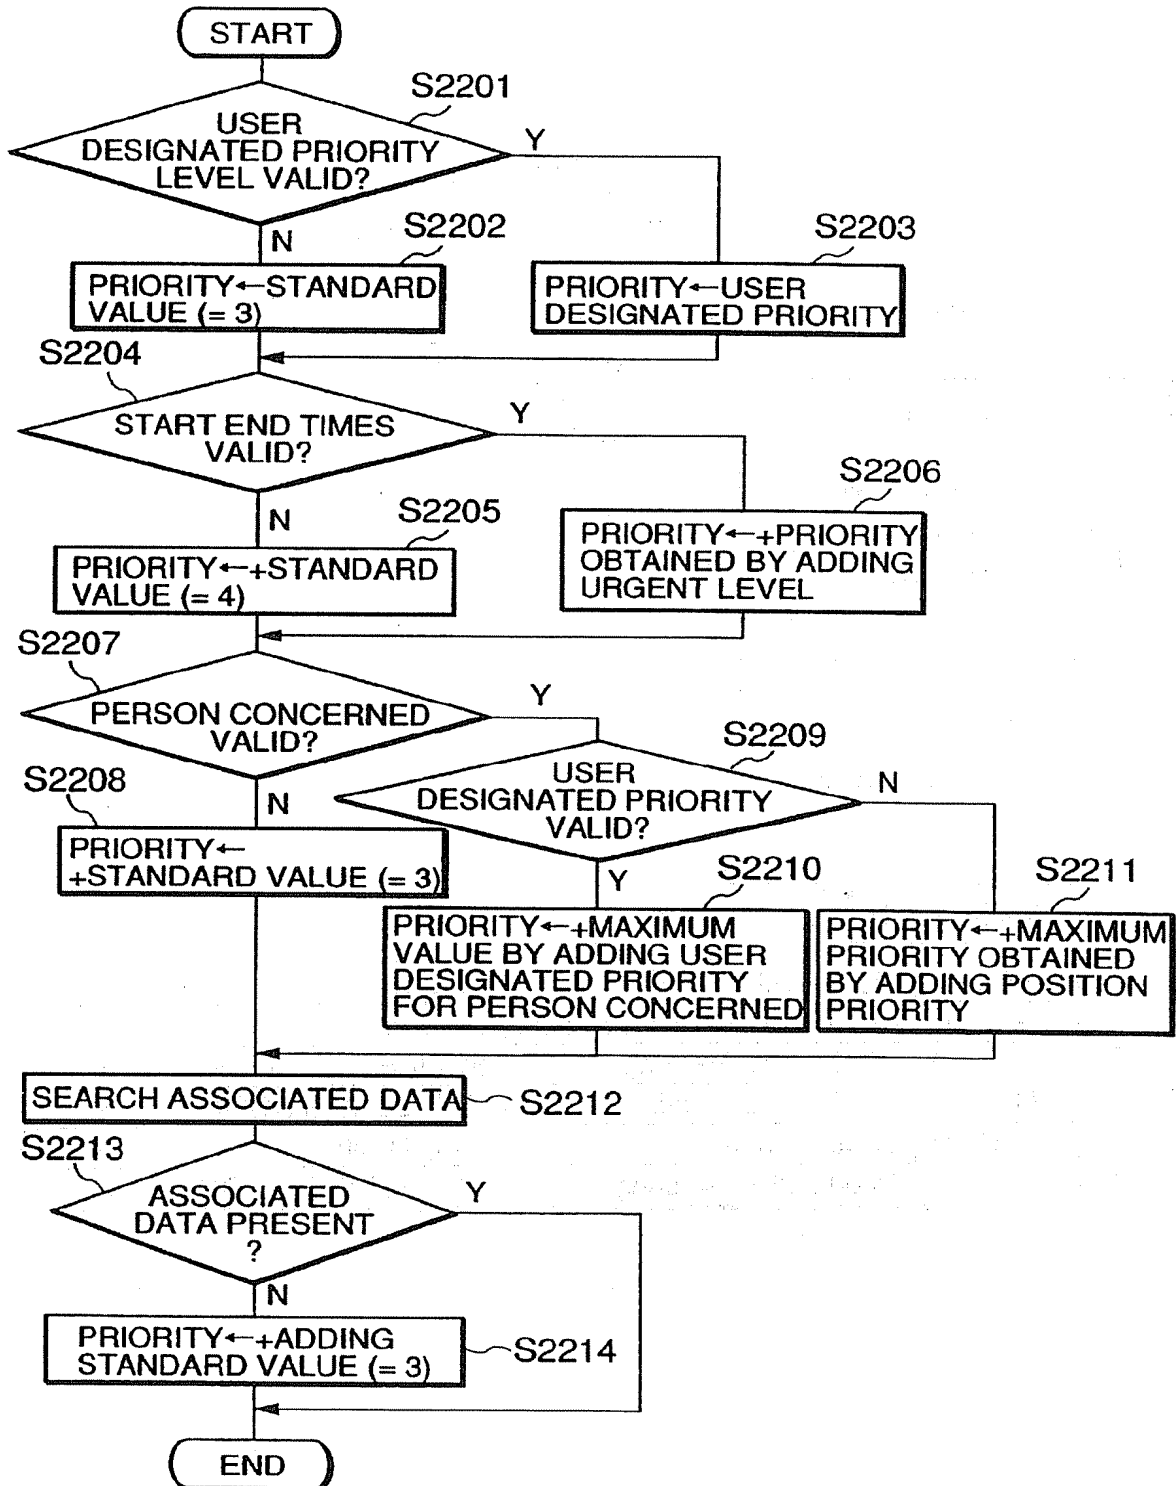 START
S2201
USER
DESIGNATED PRIORITY
LEVEL VALID?
Y
N
S2202
PRIORITY←STANDARD
VALUE (= 3)
S2203
PRIORITY←USER
DESIGNATED PRIORITY
S2204
START END TIMES
VALID?
Y
N
S2205
PRIORITY←+STANDARD
VALUE (= 4)
S2206
PRIORITY←+PRIORITY
OBTAINED BY ADDING
URGENT LEVEL
S2207
PERSON CONCERNED
VALID?
Y
N
S2208
PRIORITY←
+STANDARD VALUE (= 3)
S2209
USER
DESIGNATED PRIORITY
VALID?
N
Y
S2210
PRIORITY←+MAXIMUM
VALUE BY ADDING USER
DESIGNATED PRIORITY
FOR PERSON CONCERNED
S2211
PRIORITY←+MAXIMUM
PRIORITY OBTAINED
BY ADDING POSITION
PRIORITY
SEARCH ASSOCIATED DATA
S2212
S2213
ASSOCIATED
DATA PRESENT
?
Y
N
PRIORITY←+ADDING
STANDARD VALUE (= 3)
S2214
END